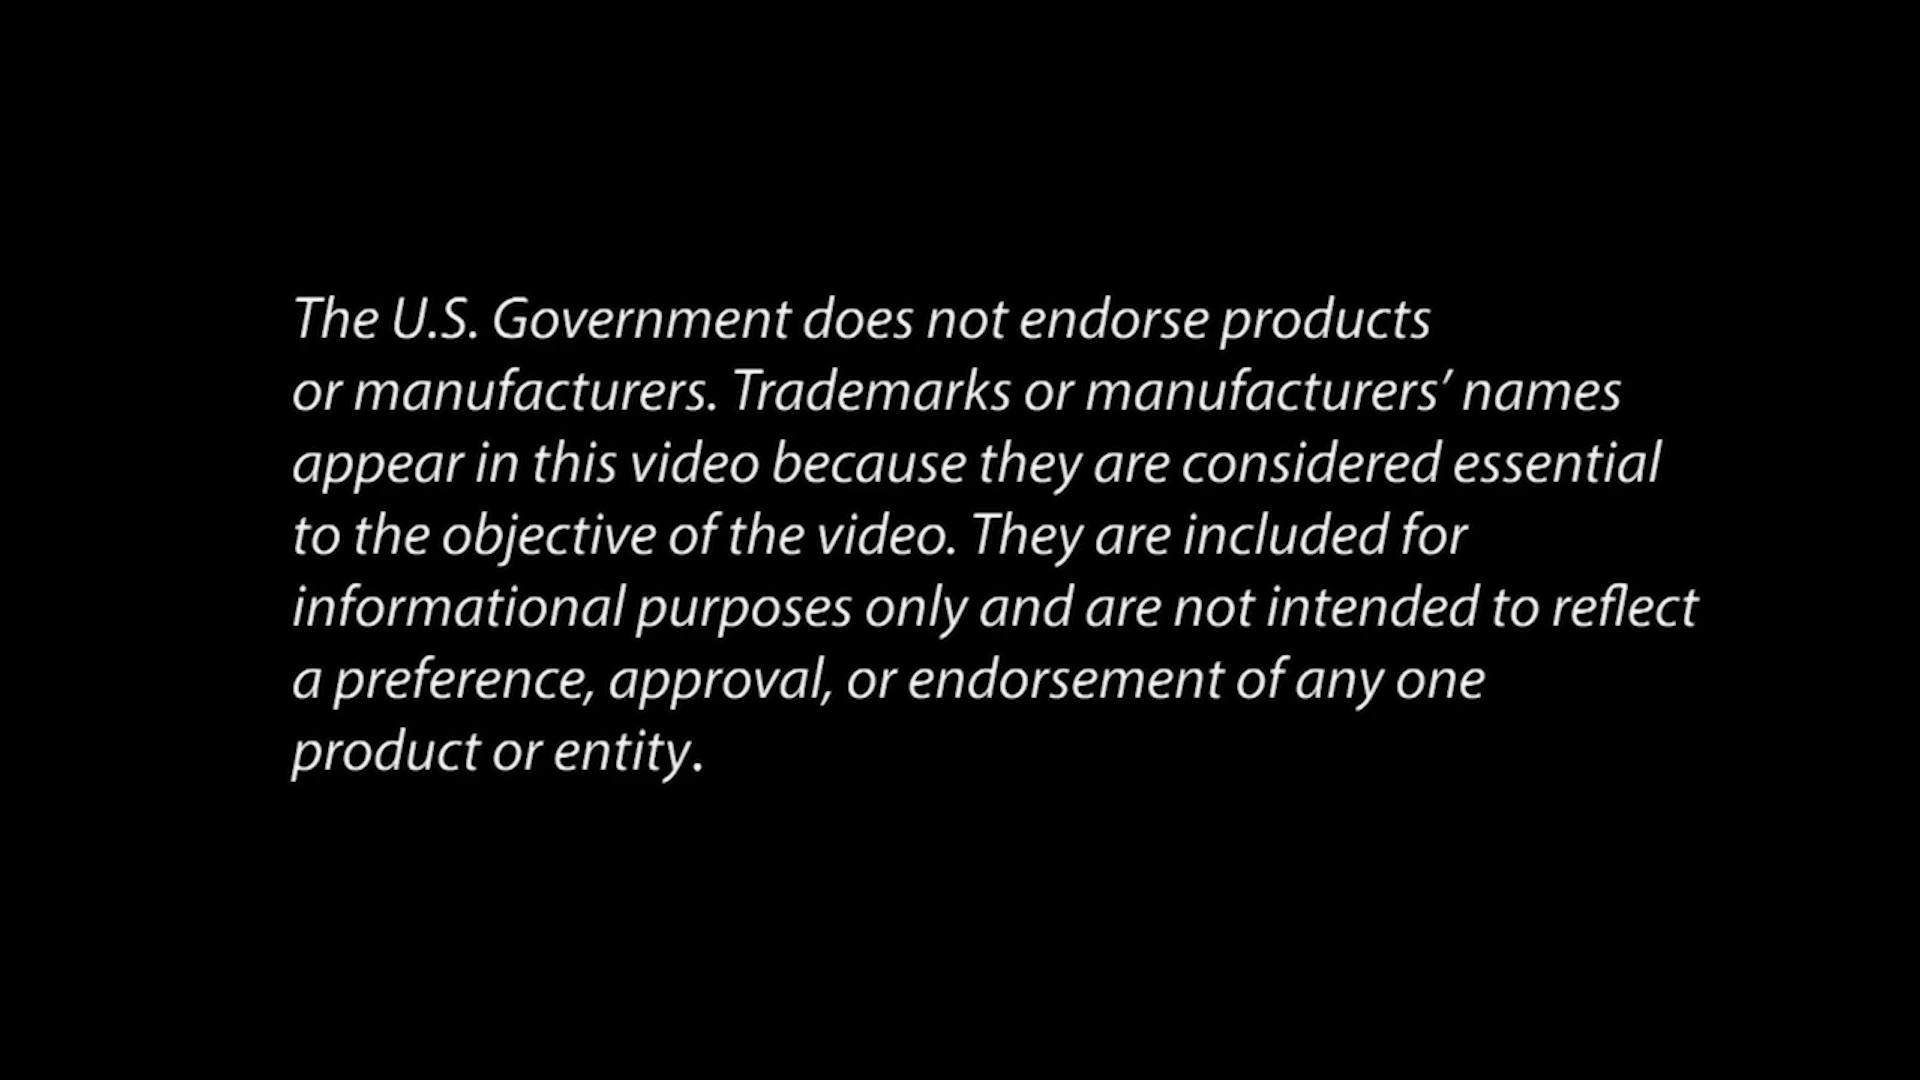 The U.S. Government does not endorse products
or manufacturers. Trademarks or manufacturers’ names
appear in this video because they are considered essential
to the objective of the video. They are included for
informational purposes only and are not intended to reflect
a preference, approval, or endorsement of any one
product or entity.